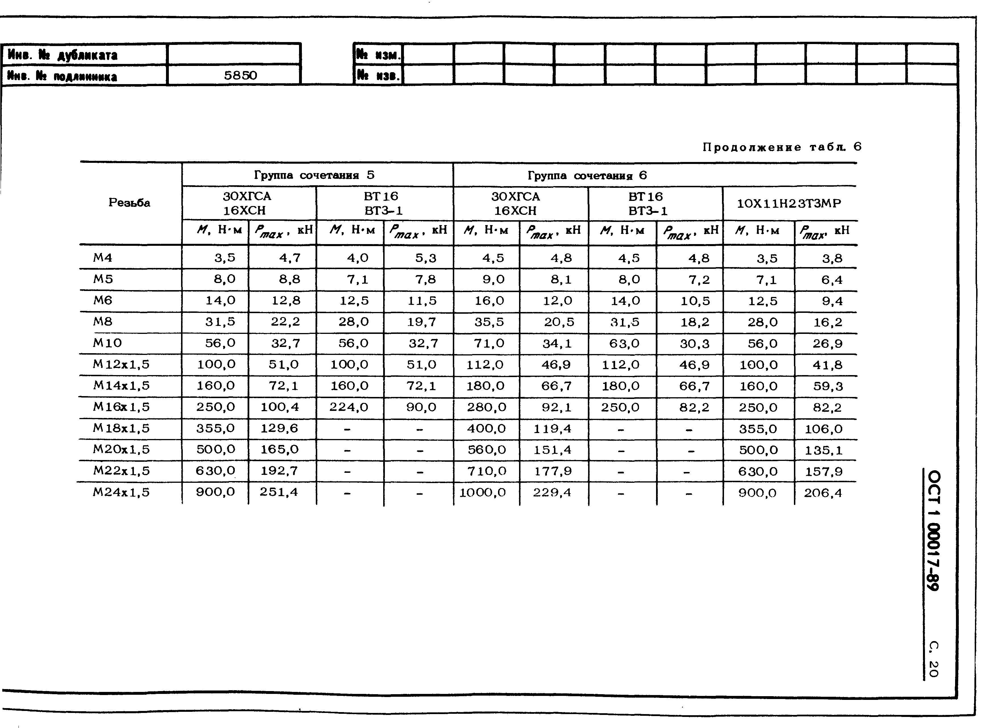 Инв. № дубликата № изм.
Инв. № подлинника 5850 № изв.
Продолжение табл. 6
Резьба Группа сочетания 5 Группа сочетания 6
30ХГСА ВТ16 30ХГСА ВТ16 10Х11Н23Т3МР
16ХСН ВТ3-1 16ХСН ВТ3-1
M, Н·м Pmax, кН M, Н·м Pmax, кН M, Н·м Pmax, кН M, Н·м Pmax, кН M, Н·м Pmax, кН
М4 3,5 4,7 4,0 5,3 4,5 4,8 4,5 4,8 3,5 3,8
М5 8,0 8,8 7,1 7,8 9,0 8,1 8,0 7,2 7,1 6,4
М6 14,0 12,8 12,5 11,5 16,0 12,0 14,0 10,5 12,5 9,4
М8 31,5 22,2 28,0 19,7 35,5 20,5 31,5 18,2 28,0 16,2
М10 56,0 32,7 56,0 32,7 71,0 34,1 63,0 30,3 56,0 26,9
М12х1,5 100,0 51,0 100,0 51,0 112,0 46,9 112,0 46,9 100,0 41,8
М14х1,5 160,0 72,1 160,0 72,1 180,0 66,7 180,0 66,7 160,0 59,3
М16х1,5 250,0 100,4 224,0 90,0 280,0 92,1 250,0 82,2 250,0 82,2
М18х1,5 355,0 129,6 – – 400,0 119,4 – – 355,0 106,0
М20х1,5 500,0 165,0 – – 560,0 151,4 – – 500,0 135,1
М22х1,5 630,0 192,7 – – 710,0 177,9 – – 630,0 157,9
М24х1,5 900,0 251,4 – – 1000,0 229,4 – – 900,0 206,4
ОСТ 1 00017-89 С. 20